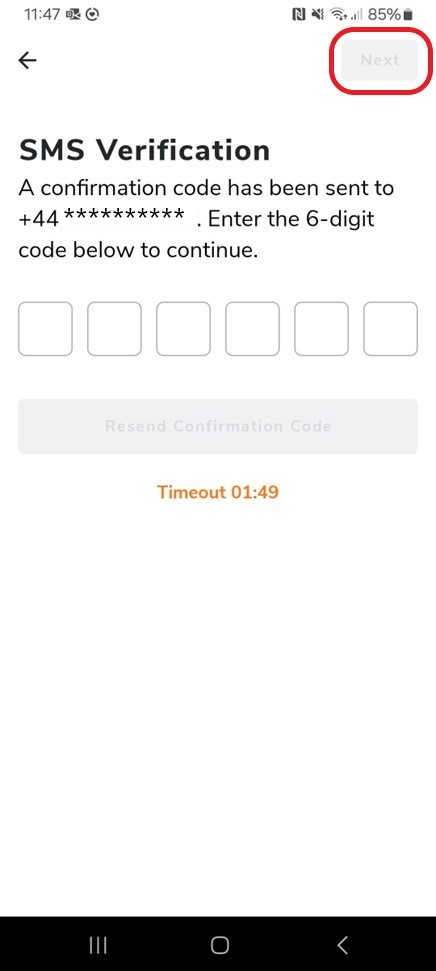 11:47
85%
Next
SMS Verification
A confirmation code has been sent to
+44 ********** . Enter the 6-digit
code below to continue.
Resend Confirmation Code
Timeout 01:49